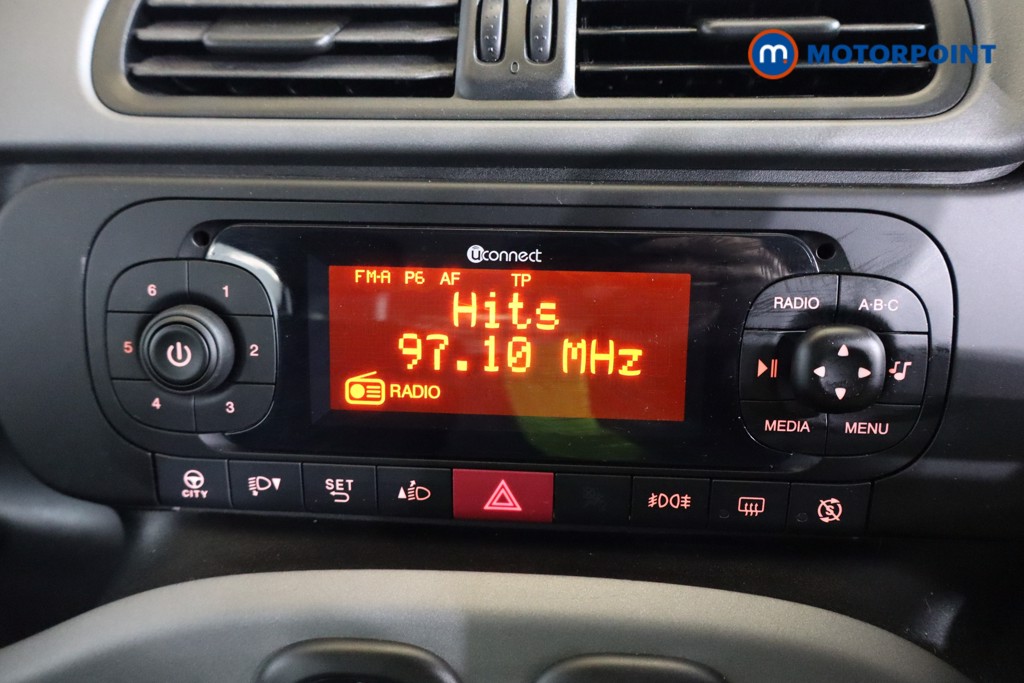 m MOTORPOINT
0
uconnect
FM-A P6 AF TP
Hits
97.10 MHz
RADIO
6 1
5 2
4 3
RADIO A·B·C
MEDIA MENU
CITY
SET
S